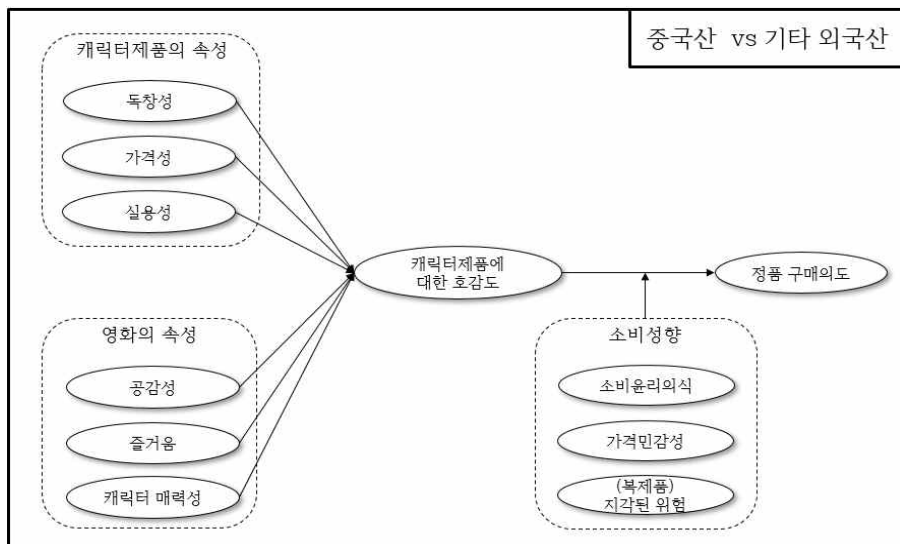 중국산 vs 기타 외국산
캐릭터제품의 속성
독창성
가격성
실용성
캐릭터제품에
대한 호감도
정품 구매의도
영화의 속성
공감성
즐거움
캐릭터 매력성
소비성향
소비윤리의식
가격민감성
(복제품)
지각된 위험